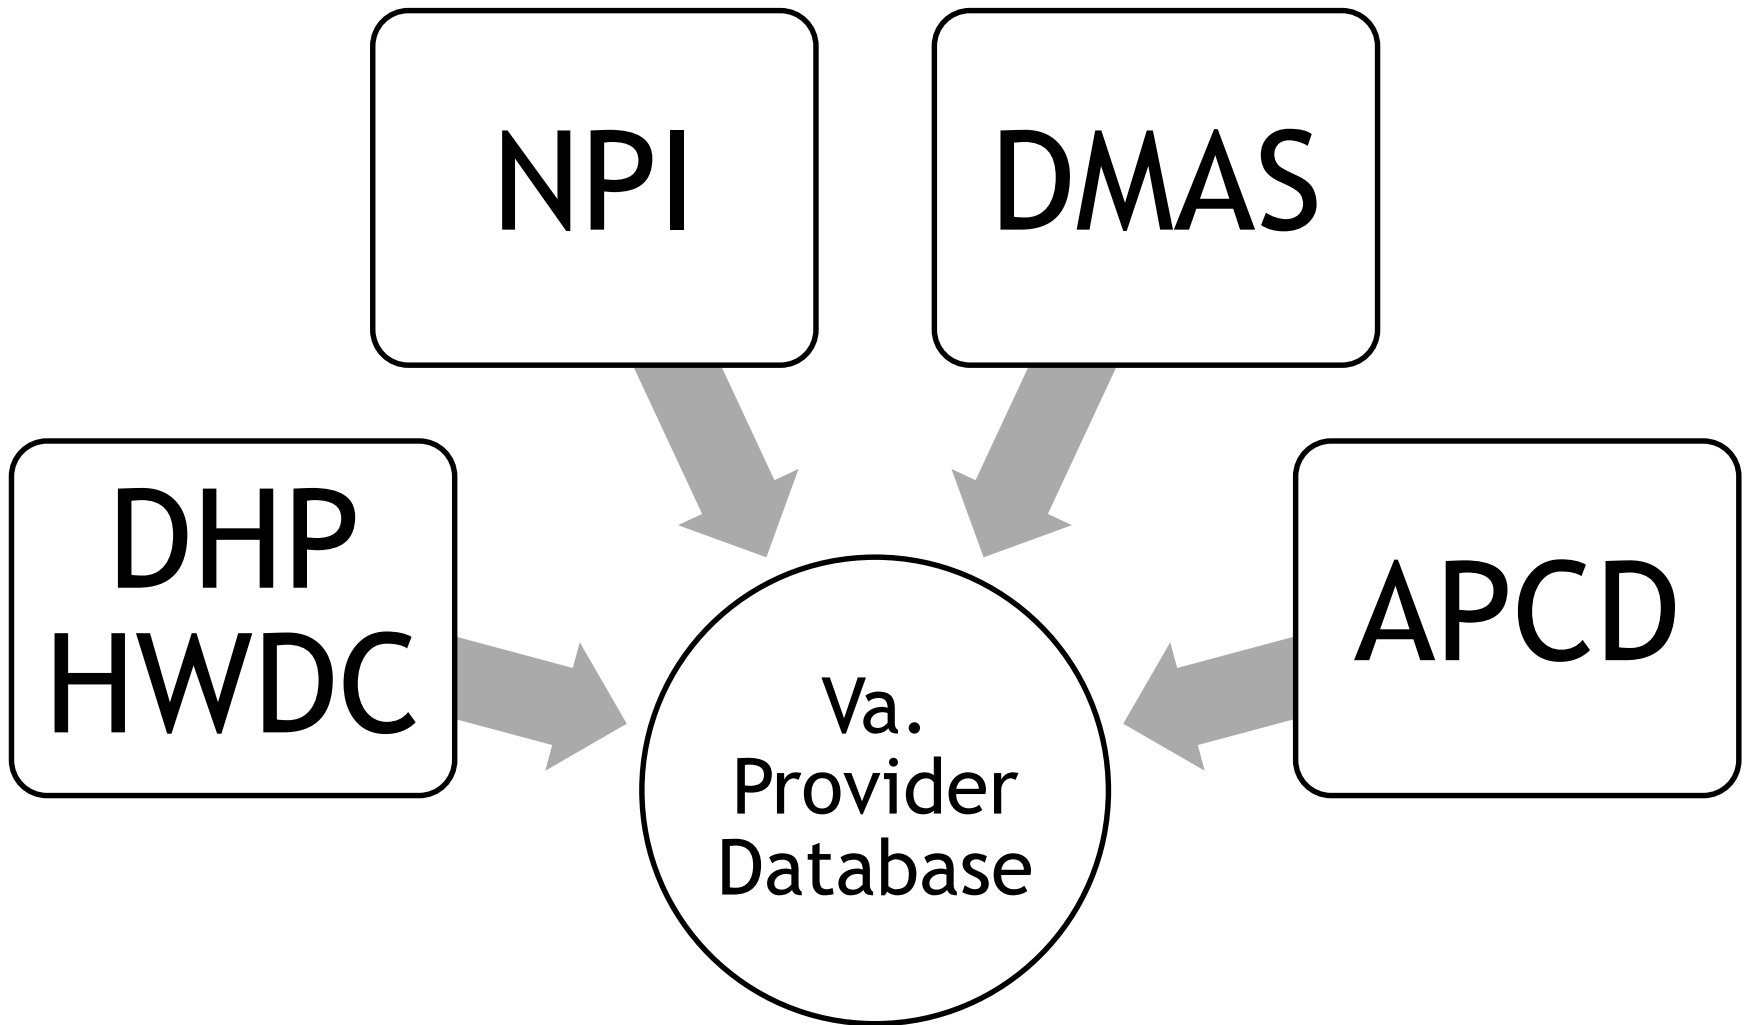 NPI
DMAS
DHP
HWDC
APCD
Va.
Provider
Database